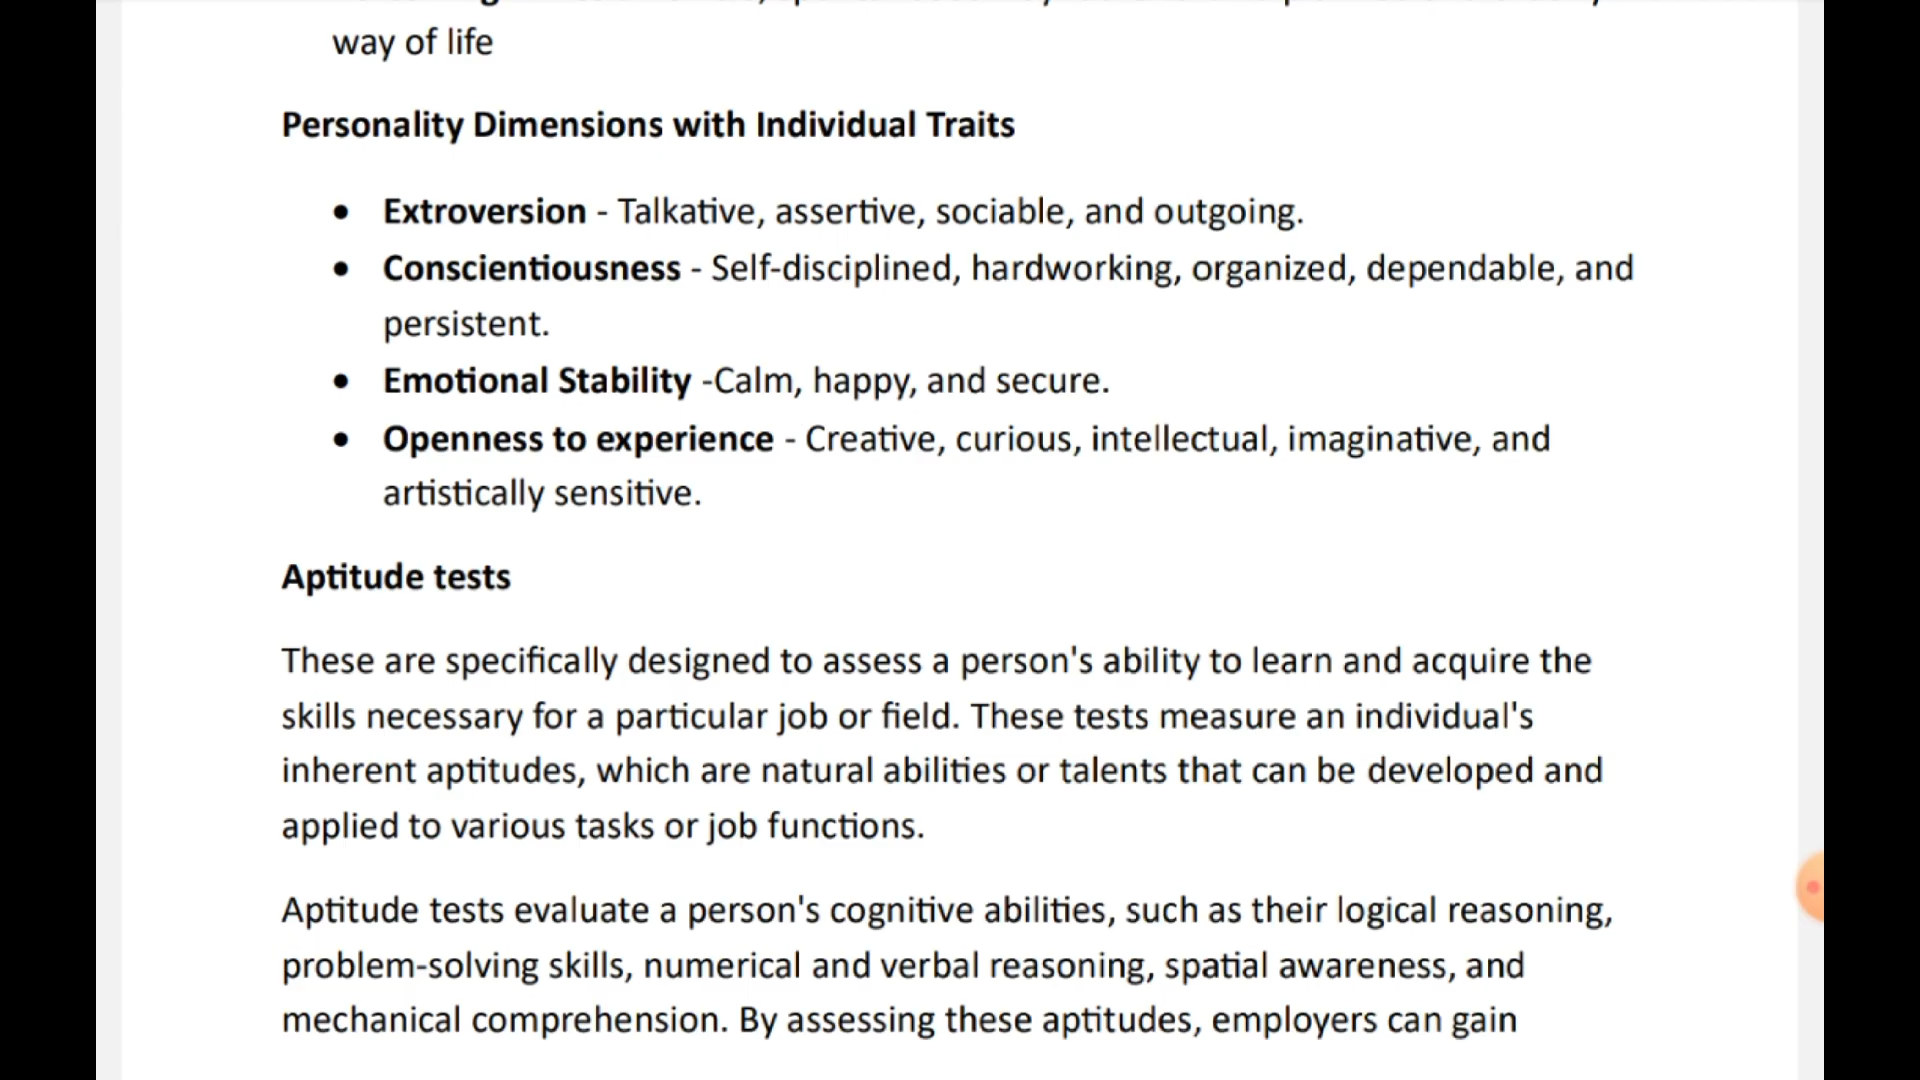 way of life
Personality Dimensions with Individual Traits
• Extroversion - Talkative, assertive, sociable, and outgoing.
• Conscientiousness - Self-disciplined, hardworking, organized, dependable, and
persistent.
• Emotional Stability -Calm, happy, and secure.
• Openness to experience - Creative, curious, intellectual, imaginative, and
artistically sensitive.
Aptitude tests
These are specifically designed to assess a person's ability to learn and acquire the
skills necessary for a particular job or field. These tests measure an individual's
inherent aptitudes, which are natural abilities or talents that can be developed and
applied to various tasks or job functions.
Aptitude tests evaluate a person's cognitive abilities, such as their logical reasoning,
problem-solving skills, numerical and verbal reasoning, spatial awareness, and
mechanical comprehension. By assessing these aptitudes, employers can gain